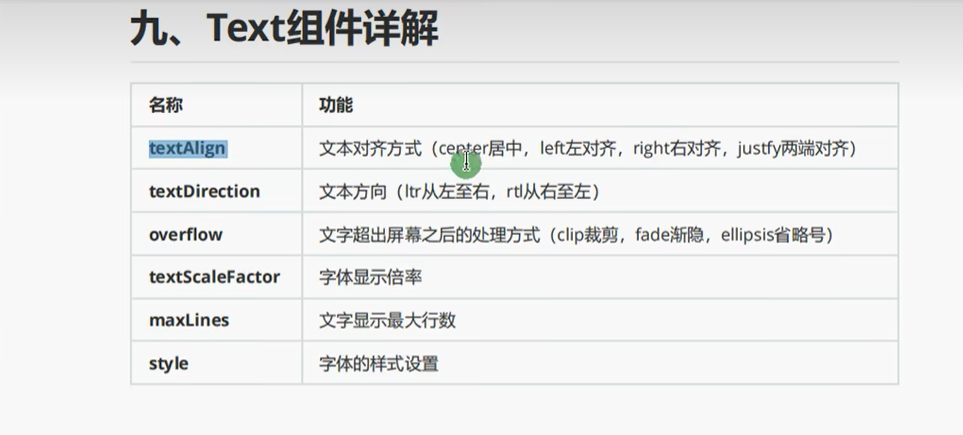 九、Text组件详解
名称 功能
textAlign 文本对齐方式（center居中，left左对齐，right右对齐，justfy两端对齐）
textDirection 文本方向（ltr从左至右，rtl从右至左）
overflow 文字超出屏幕之后的处理方式（clip裁剪，fade渐隐，ellipsis省略号）
textScaleFactor 字体显示倍率
maxLines 文字显示最大行数
style 字体的样式设置